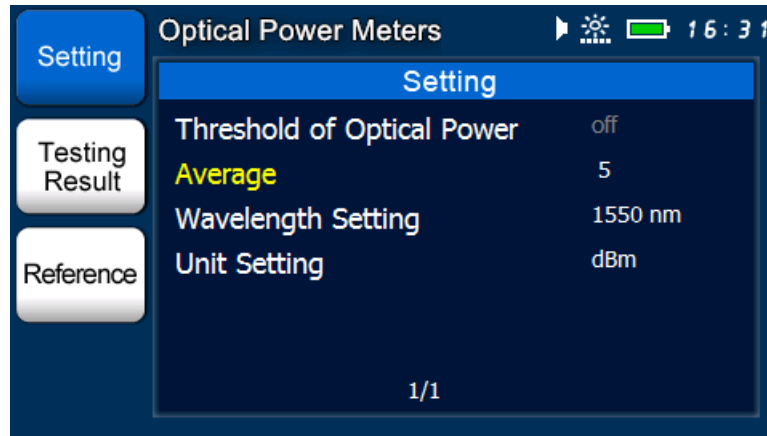 Setting
Optical Power Meters
16:31
Setting
Testing
Result
Threshold of Optical Power off
Average 5
Wavelength Setting 1550 nm
Reference
Unit Setting dBm
1/1